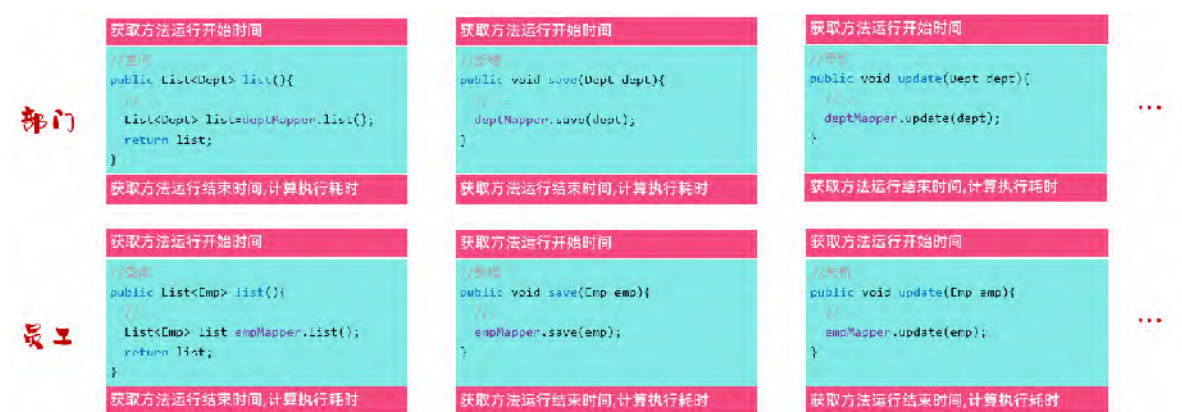 获取方法运行开始时间
获取方法运行开始时间
获取方法运行开始时间
//查询
public List<Dept> list(){
//...
List<Dept> list=deptMapper.list();
return list;
}
//新增
public void save(Dept dept){
//...
deptMapper.save(dept);
}
//更新
public void update(Dept dept){
//...
deptMapper.update(dept);
}
部门
...
获取方法运行结束时间,计算执行耗时
获取方法运行结束时间,计算执行耗时
获取方法运行结束时间,计算执行耗时
获取方法运行开始时间
获取方法运行开始时间
获取方法运行开始时间
//查询
public List<Emp> list(){
//...
List<Emp> list empMapper.list();
return list;
}
//新增
public void save(Emp emp){
//...
empMapper.save(emp);
}
//更新
public void update(Emp emp){
//...
empMapper.update(emp);
}
员工
...
获取方法运行结束时间,计算执行耗时
获取方法运行结束时间,计算执行耗时
获取方法运行结束时间,计算执行耗时